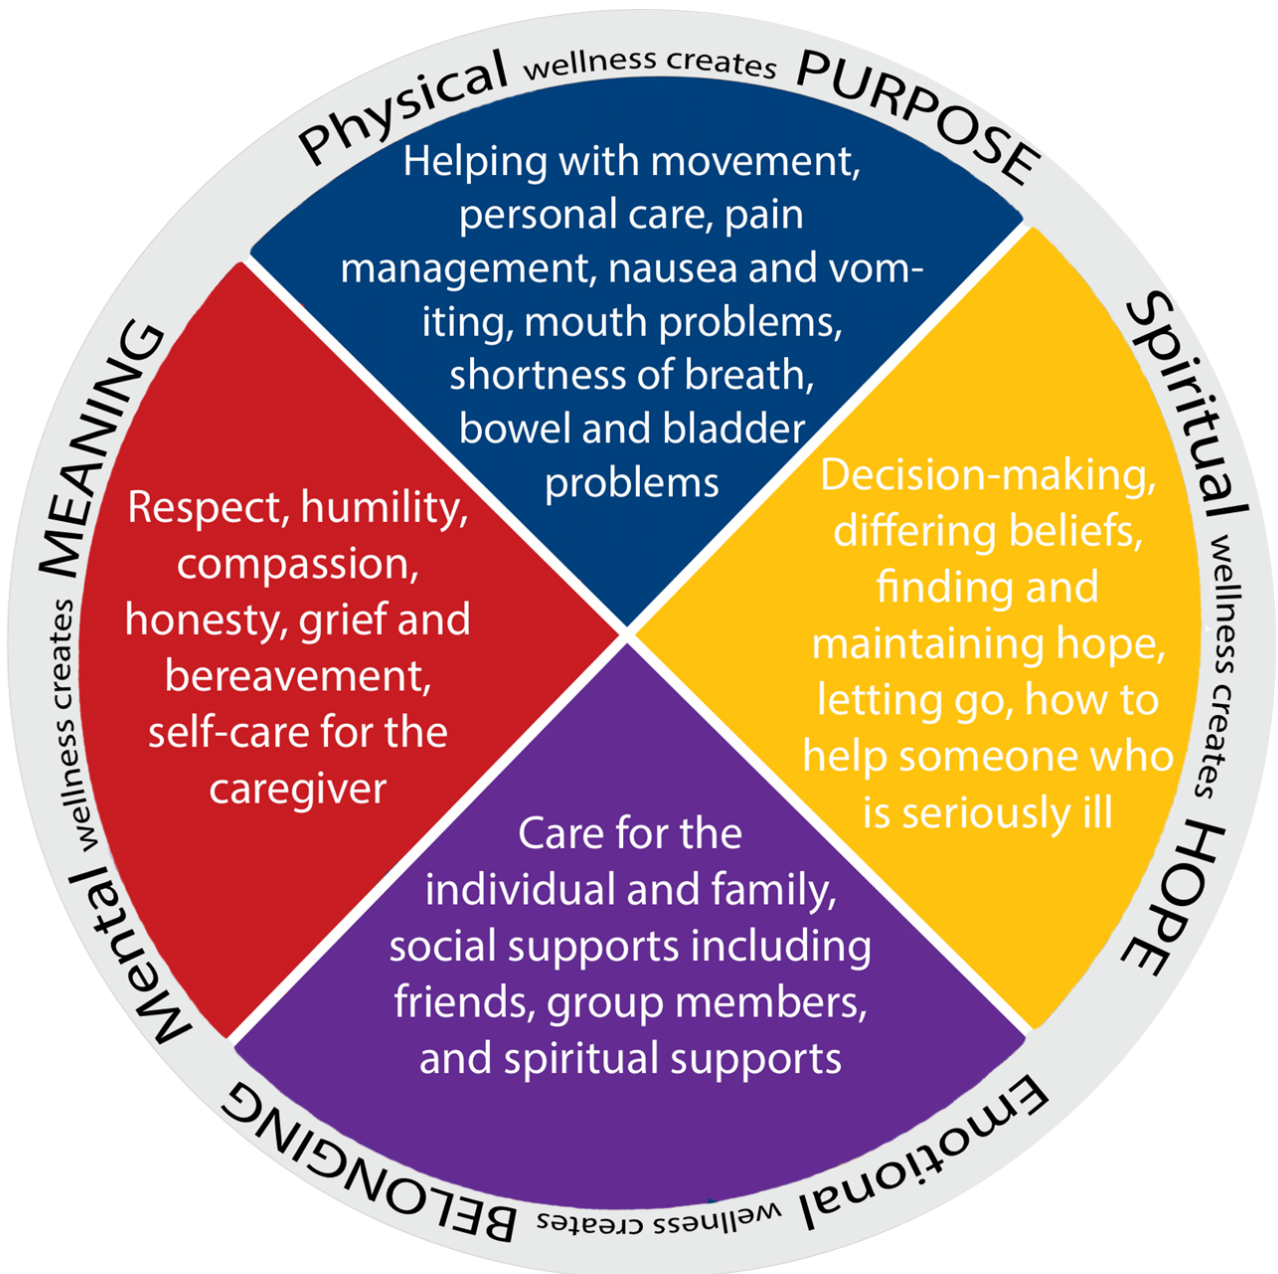 Physical wellness creates PURPOSE
Helping with movement,
personal care, pain
management, nausea and vom-
iting, mouth problems,
shortness of breath,
bowel and bladder
problems
Spiritual wellness creates HOPE
Decision-making,
differing beliefs,
finding and
maintaining hope,
letting go, how to
help someone who
is seriously ill
Emotional wellness creates BELONGING
Care for the
individual and family,
social supports including
friends, group members,
and spiritual supports
Mental wellness creates MEANING
Respect, humility,
compassion,
honesty, grief and
bereavement,
self-care for the
caregiver